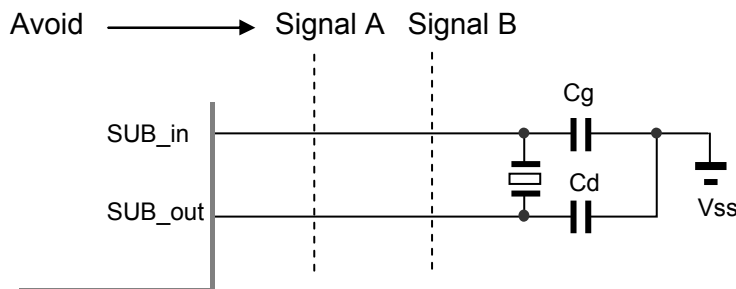 Avoid Signal A Signal B
Cg
SUB_in
Cd
SUB_out
Vss